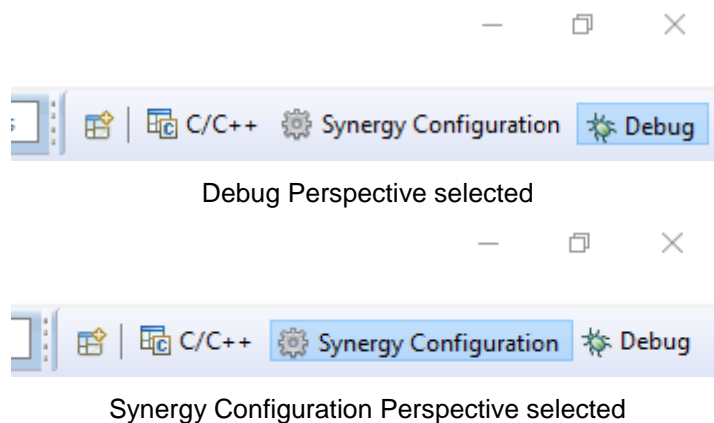 C/C++ Synergy Configuration Debug
Debug Perspective selected
C/C++ Synergy Configuration Debug
Synergy Configuration Perspective selected